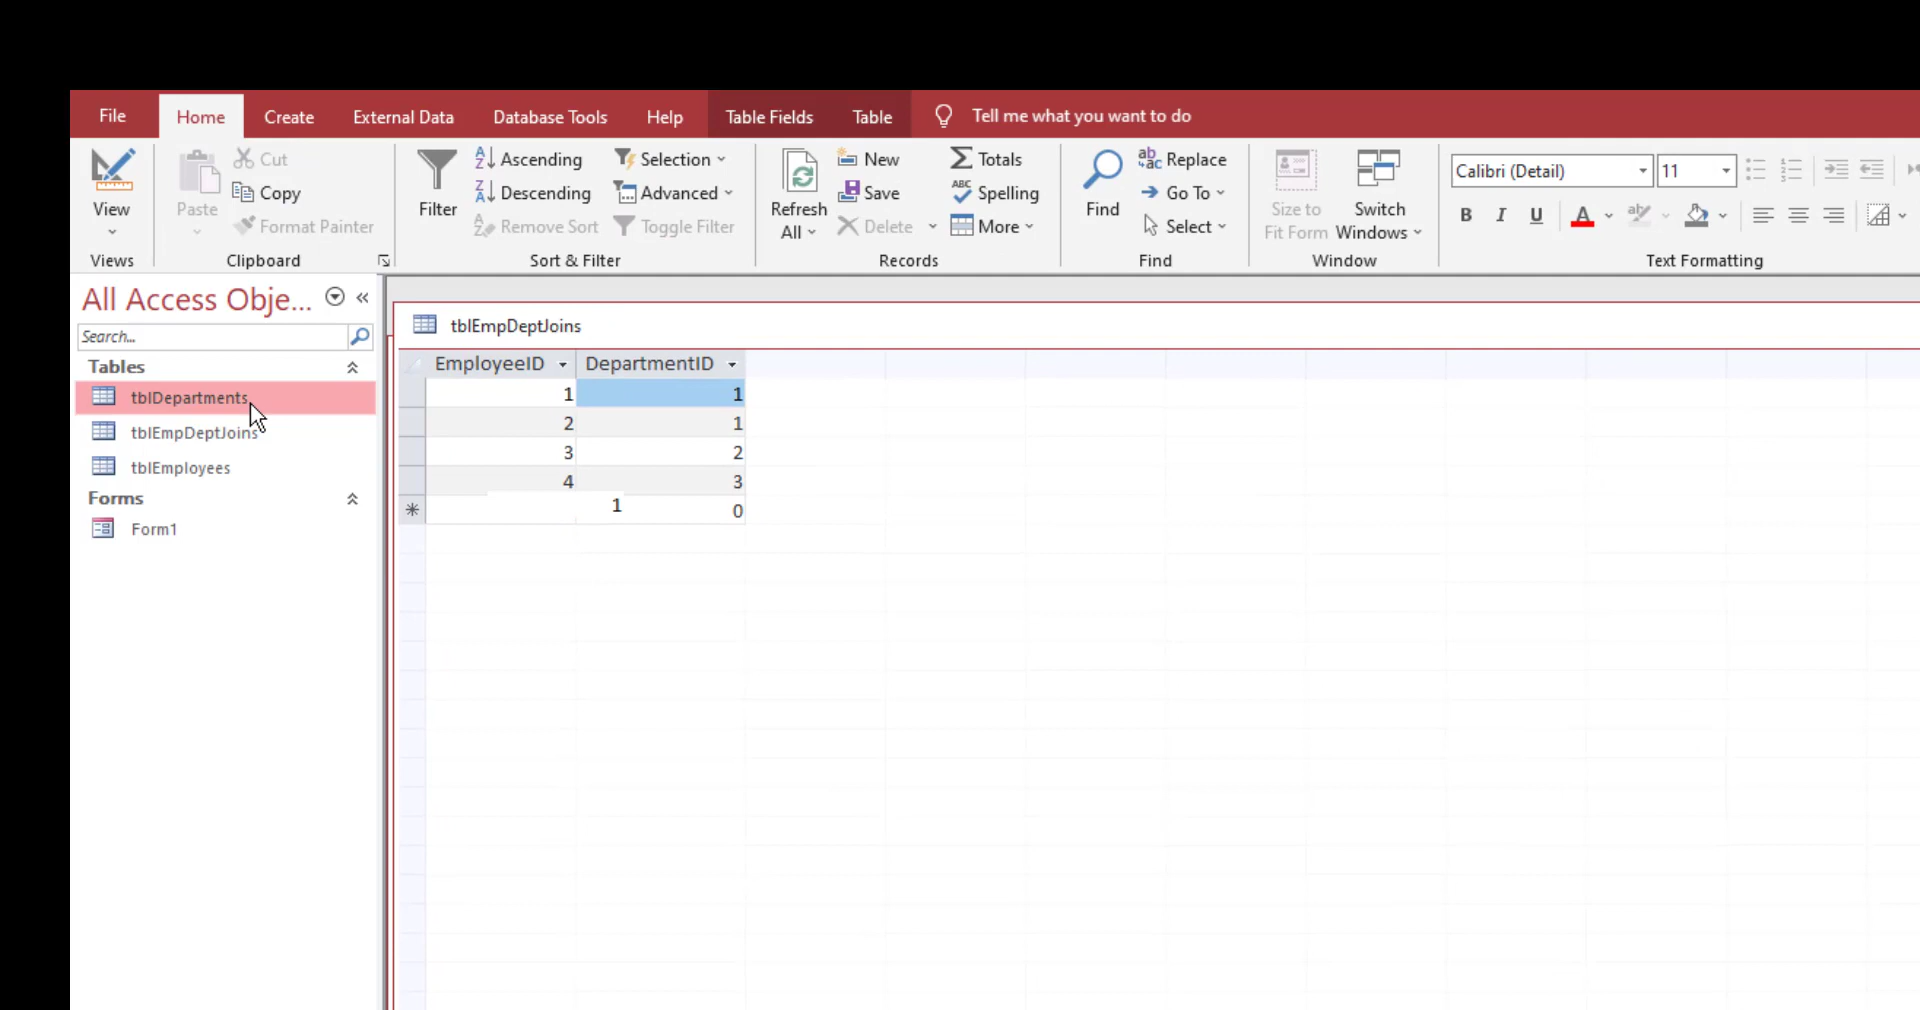 File Home Create External Data Database Tools Help Table Fields Table Tell me what you want to do
View
Views
Paste
Cut
Copy
Format Painter
Clipboard
Filter
Ascending
Descending
Remove Sort
Selection
Advanced
Toggle Filter
Sort & Filter
Refresh
All
New
Save
Delete
Totals
Spelling
More
Records
Find
Replace
Go To
Select
Find
Size to
Fit Form
Switch
Windows
Window
Calibri (Detail) 11
B I U A
Text Formatting
All Access Obje...
Search...
Tables
tblDepartments
tblEmpDeptJoins
tblEmployees
Forms
Form1
tblEmpDeptJoins
EmployeeID DepartmentID
1 1
2 1
3 2
4 3
1 0